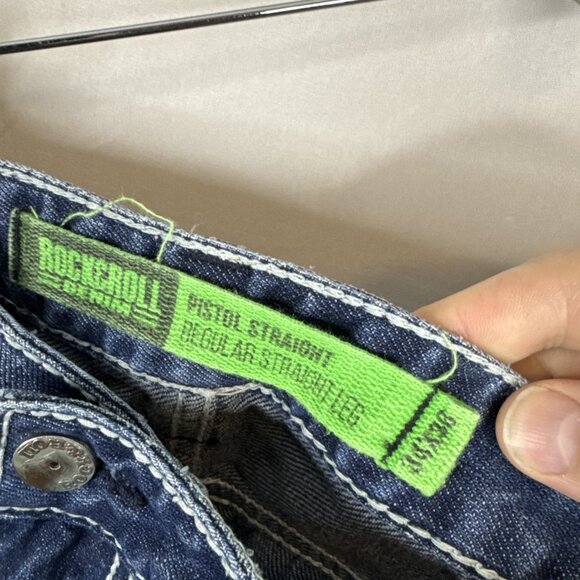 ROCK&ROLL
DENIM
PISTOL STRAIGHT
REGULAR STRAIGHT LEG